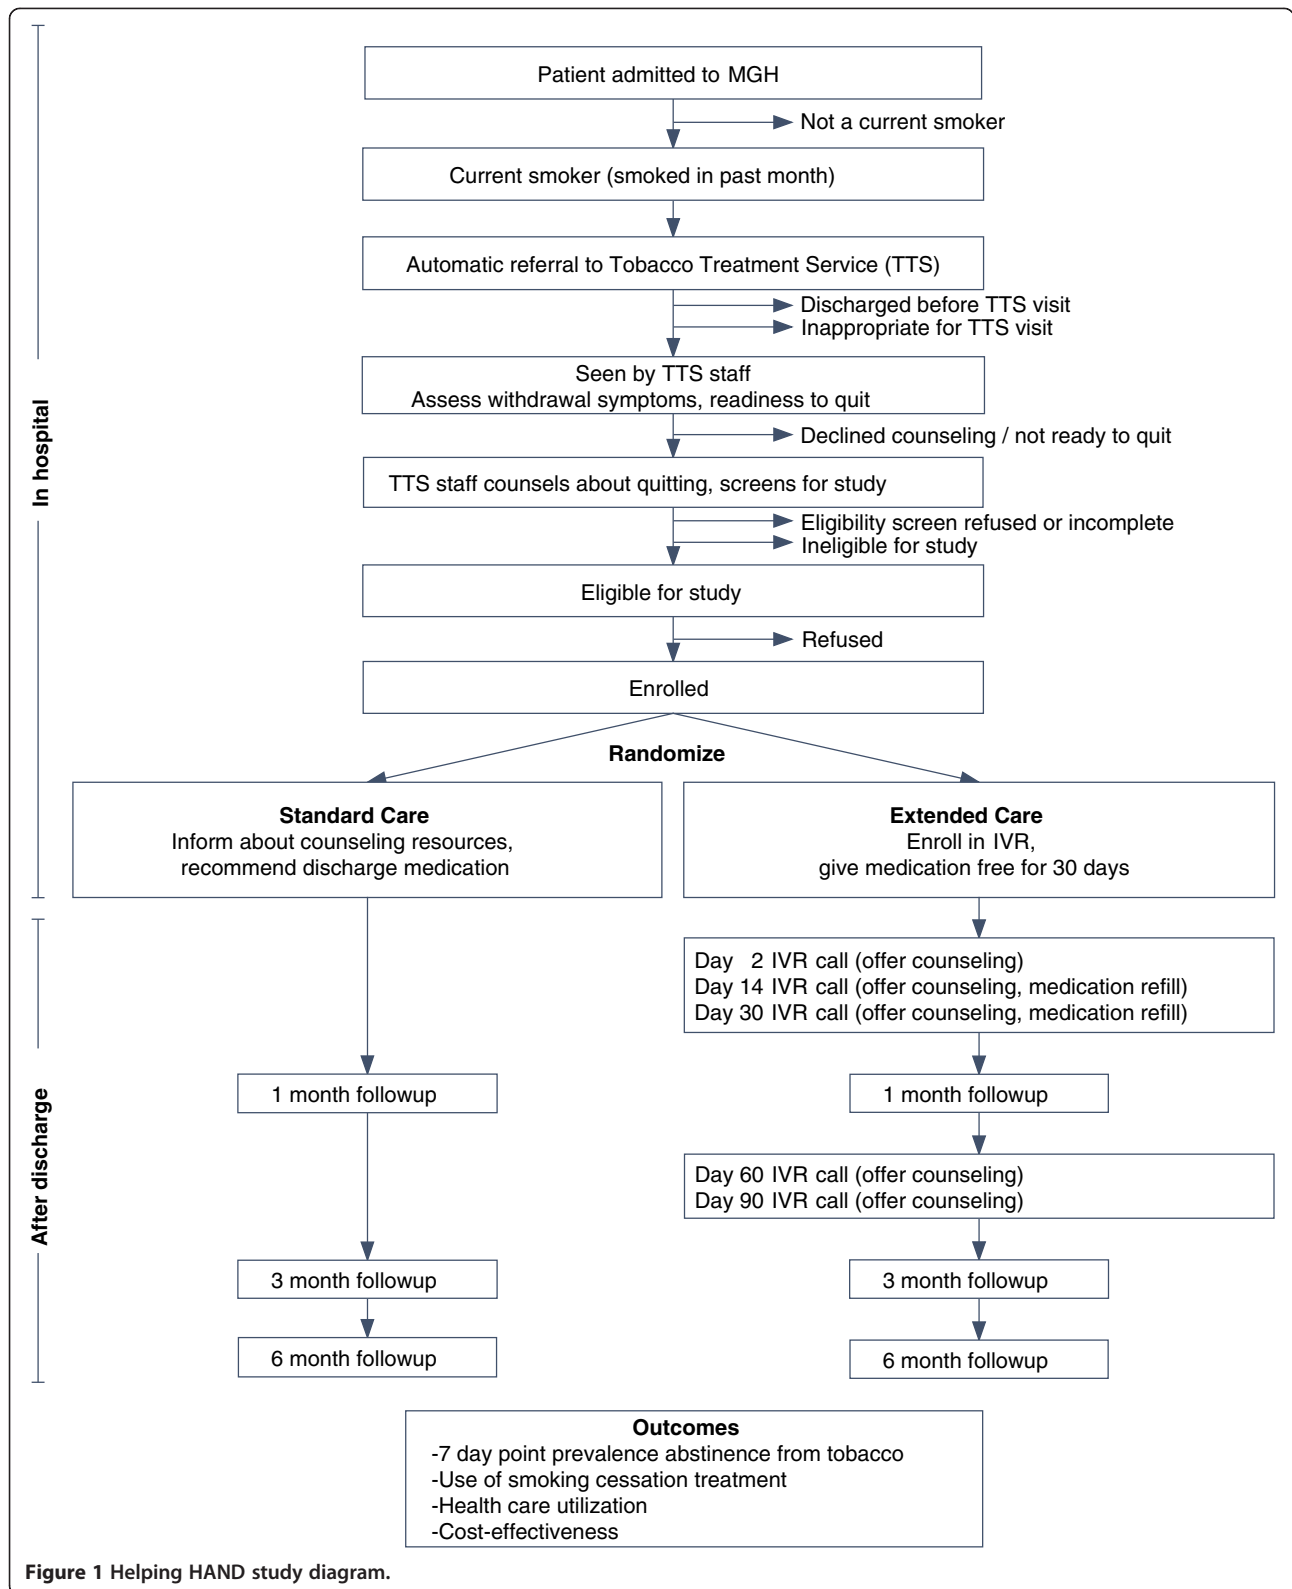 Patient admitted to MGH
Not a current smoker
Current smoker (smoked in past month)
Automatic referral to Tobacco Treatment Service (TTS)
Discharged before TTS visit
Inappropriate for TTS visit
Seen by TTS staff
Assess withdrawal symptoms, readiness to quit
Declined counseling / not ready to quit
TTS staff counsels about quitting, screens for study
Eligibility screen refused or incomplete
Ineligible for study
Eligible for study
Refused
Enrolled
In hospital
Randomize
Standard Care
Inform about counseling resources,
recommend discharge medication
Extended Care
Enroll in IVR,
give medication free for 30 days
After discharge
Day 2 IVR call (offer counseling)
Day 14 IVR call (offer counseling, medication refill)
Day 30 IVR call (offer counseling, medication refill)
1 month followup
1 month followup
Day 60 IVR call (offer counseling)
Day 90 IVR call (offer counseling)
3 month followup
3 month followup
6 month followup
6 month followup
Outcomes
-7 day point prevalence abstinence from tobacco
-Use of smoking cessation treatment
-Health care utilization
-Cost-effectiveness
Figure 1 Helping HAND study diagram.